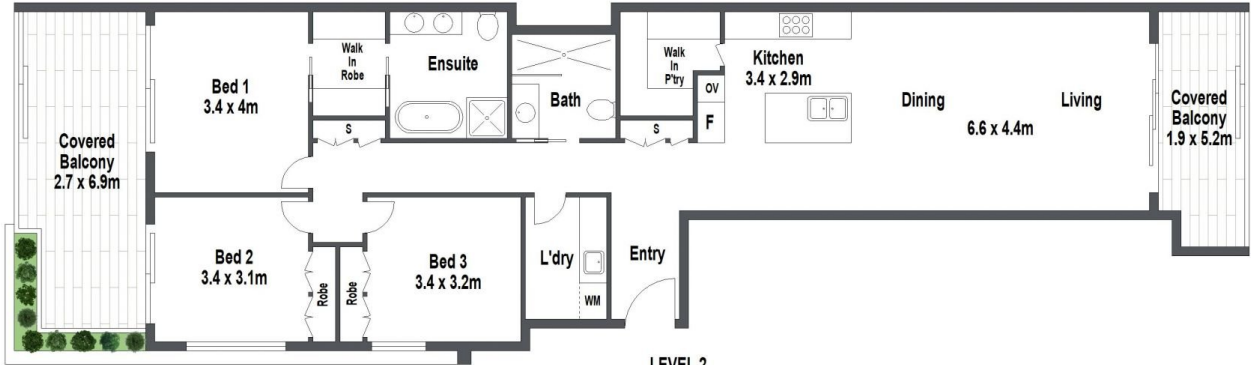 Covered
Balcony
2.7 x 6.9m
Bed 1
3.4 x 4m
Walk
In
Robe
Ensuite
S
Bath
Walk
In
P'try
S
OV
F
Kitchen
3.4 x 2.9m
Dining
Living
6.6 x 4.4m
Covered
Balcony
1.9 x 5.2m
Bed 2
3.4 x 3.1m
Robe
Robe
Bed 3
3.4 x 3.2m
L'dry
WM
Entry
LEVEL 2